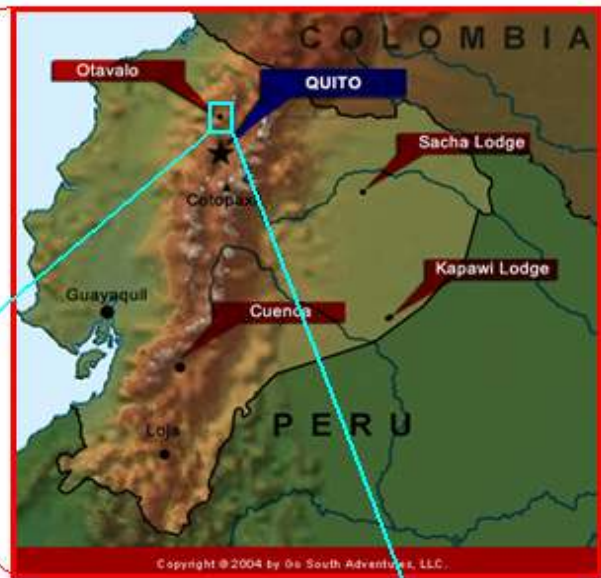 COLOMBIA
Otavalo
QUITO
Sacha Lodge
Cotopaxi
Kapawi Lodge
Guayaquil
Cuenca
PERU
Loja
Copyright @ 2004 by Go South Adventures, LLC.